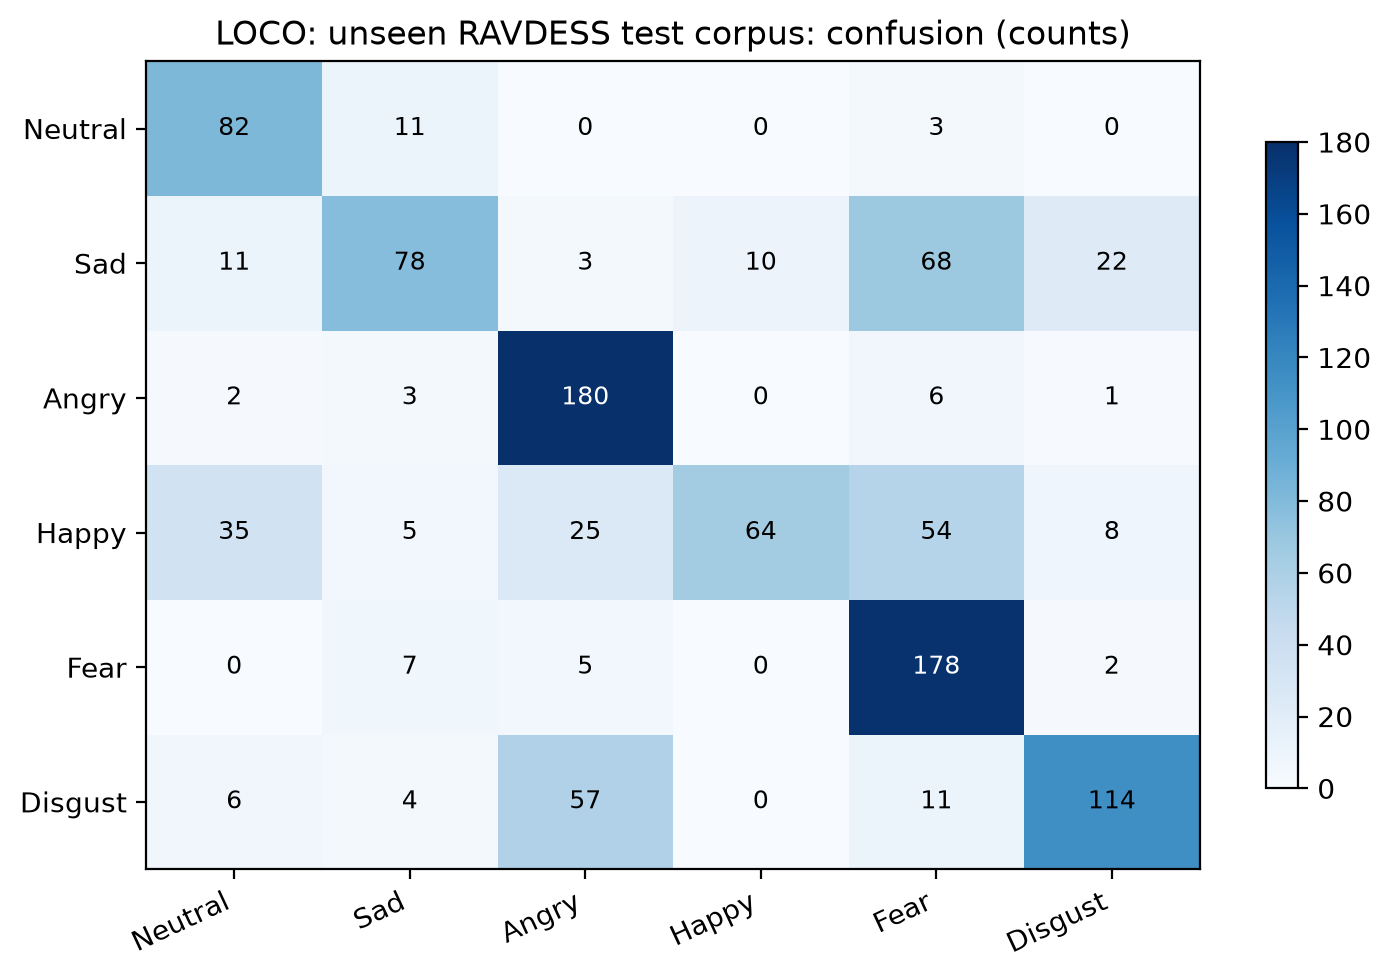 LOCO: unseen RAVDESS test corpus: confusion (counts)
Neutral 82 11 0 0 3 0
Sad 11 78 3 10 68 22
Angry 2 3 180 0 6 1
Happy 35 5 25 64 54 8
Fear 0 7 5 0 178 2
Disgust 6 4 57 0 11 114
Neutral Sad Angry Happy Fear Disgust
180
160
140
120
100
80
60
40
20
0